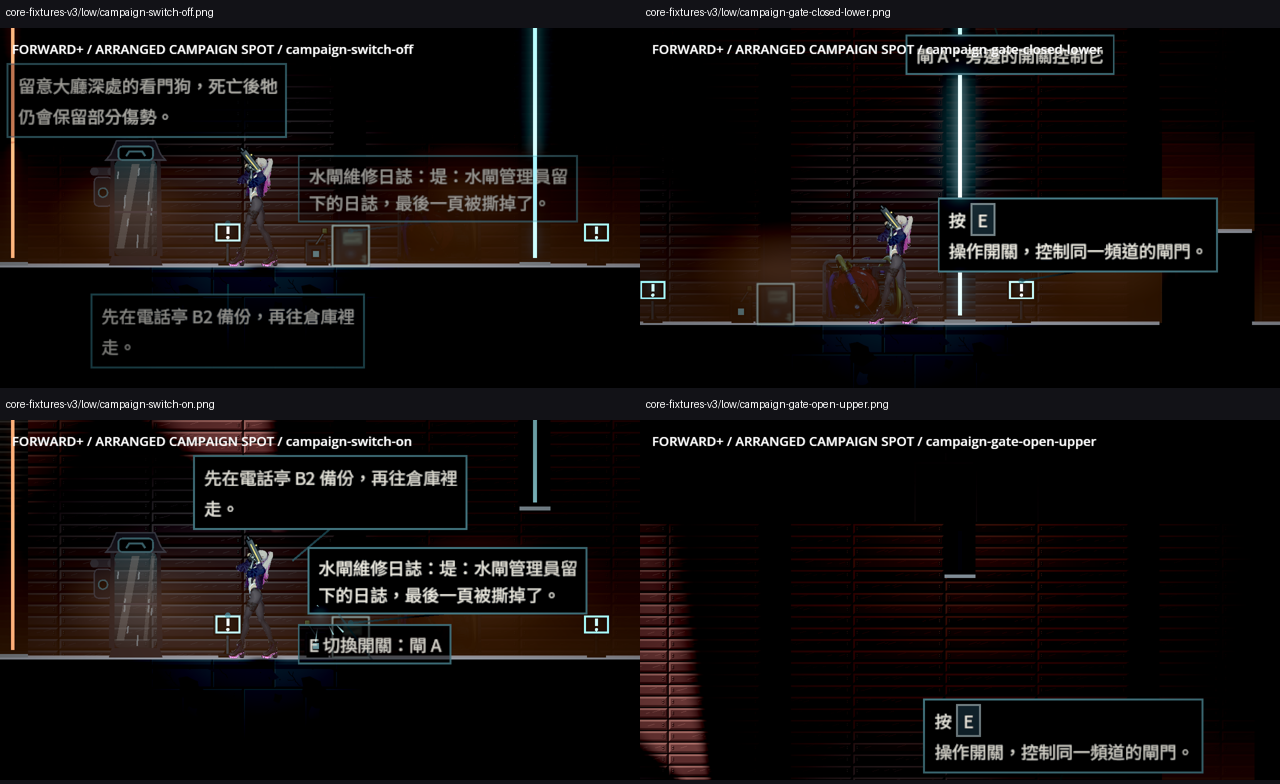 core-fixtures-v3/low/campaign-switch-off.png
FORWARD+ / ARRANGED CAMPAIGN SPOT / campaign-switch-off
留意大廳深處的看門狗，死亡後牠
仍會保留部分傷勢。
水閘維修日誌：堤：水閘管理員留
下的日誌，最後一頁被撕掉了。
!
!
先在電話亭 B2 備份，再往倉庫裡
走。
core-fixtures-v3/low/campaign-gate-closed-lower.png
FORWARD+ / ARRANGED CAMPAIGN SPOT / campaign-gate-closed-lower
閘 A：旁邊的開關控制它
按 E
操作開關，控制同一頻道的閘門。
!
!
core-fixtures-v3/low/campaign-switch-on.png
FORWARD+ / ARRANGED CAMPAIGN SPOT / campaign-switch-on
先在電話亭 B2 備份，再往倉庫裡
走。
水閘維修日誌：堤：水閘管理員留
下的日誌，最後一頁被撕掉了。
!
!
E 切換開關：閘 A
core-fixtures-v3/low/campaign-gate-open-upper.png
FORWARD+ / ARRANGED CAMPAIGN SPOT / campaign-gate-open-upper
按 E
操作開關，控制同一頻道的閘門。